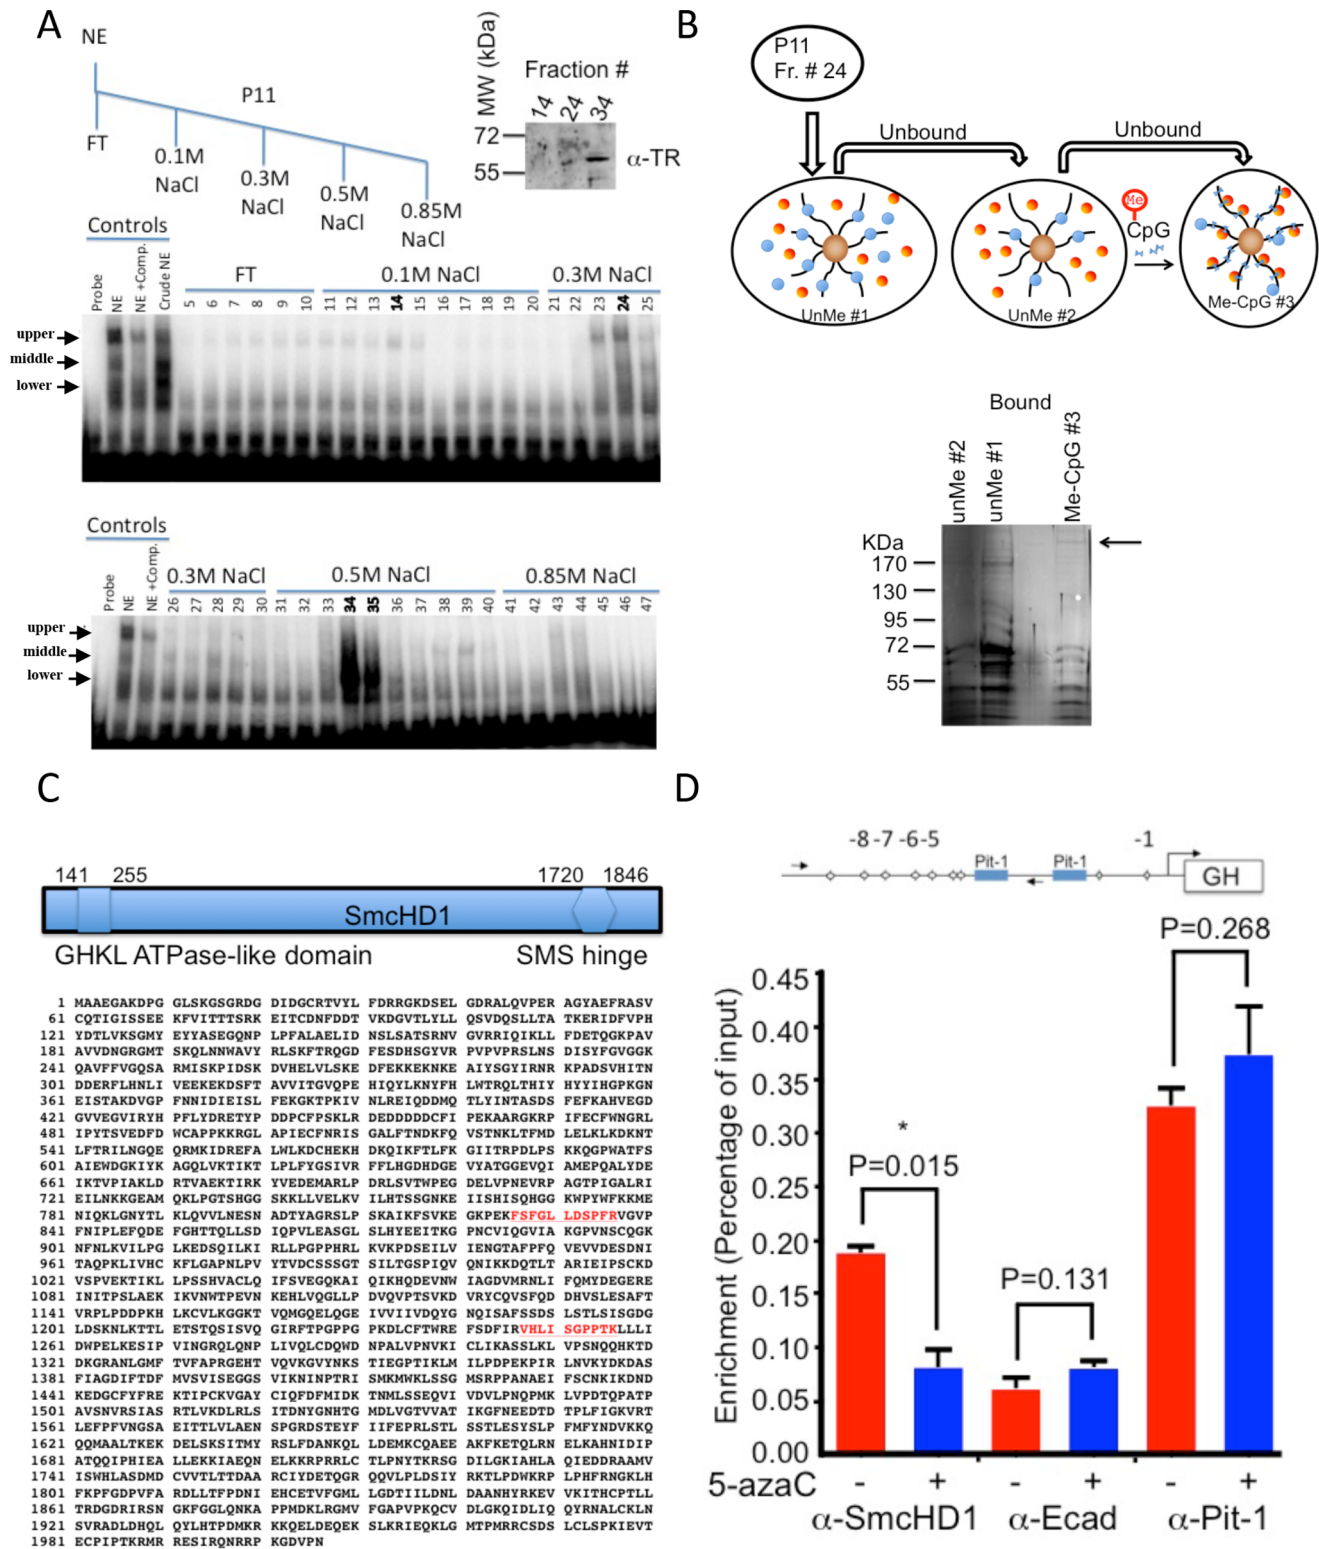 A
NE
P11
FT
0.1M NaCl
0.3M NaCl
0.5M NaCl
0.85M NaCl
MW (kDa)
Fraction #
14 24 34
72
55
α-TR
Controls
Probe NE NE +Comp. Crude NE
FT 0.1M NaCl 0.3M NaCl
5 6 7 8 9 10 11 12 13 14 15 16 17 18 19 20 21 22 23 24 25
upper
middle
lower
Controls
Probe NE NE +Comp.
0.3M NaCl 0.5M NaCl 0.85M NaCl
26 27 28 29 30 31 32 33 34 35 36 37 38 39 40 41 42 43 44 45 46 47
upper
middle
lower
B
P11
Fr. # 24
Unbound Unbound
Me
CpG
UnMe #1 UnMe #2 Me-CpG #3
Bound
unMe #2 unMe #1 Me-CpG #3
KDa
170
130
95
72
55
C
141 255 1720 1846
SmcHD1
GHKL ATPase-like domain SMS hinge
1 MAAEGAKDPG GLSKGSGRDG DIDGCRTVYL FDRRGKDSEL GDRALQVPER AGYAEFRASV
61 CQTIGISSEE KFVITTTSRK EITCDNFDDT VKDGVTLYLL QSVDQSLLTA TKERIDFVPH
121 YDTLVKSGMY EYYASEGQNP LPFALAELID NSLSATSRNV GVRRIQIKLL FDETQGKPAV
181 AVVDNGRGMT SKQLNNWAVY RLSKFTRQGD FESDHSGYVR PVPVPRSLNS DISYFGVGGK
241 QAVFFVGQSA RMISKPIDSK DVHELVLSKE DFEKKEKNKE AIYSGYIRNR KPADSVHITN
301 DDERFLHNLI VEEKEKDSFT AVVITGVQPE HIQYLKNYFH LWTRQLTHIY HYYIHGPKGN
361 EISTAKDVGP FNNIDIEISL FEKGKTPKIV NLREIQDDMQ TLYINTASDS FEFKAHVEGD
421 GVVEGVIRYH PFLYDRETYP DDPCFPSKLR DEDDDDDCFI PEKAARGKRP IFECFWNGRL
481 IPYTSVEDFD WCAPPKKRGL APIECFNRIS GALFTNDKFQ VSTNKLTFMD LELKLKDKNT
541 LFTRILNGQE QRMKIDREFA LWLKDCHEKH DKQIKFTLFK GIITRPDLPS KKQGPWATFS
601 AIEWDGKIYK AGQLVKTIKT LPLFYGSIVR FFLHGDHDGE VYATGGEVQI AMEPQALYDE
661 IKTVPIAKLD RTVAEKTIRK YVEDEMARLP DRLSVTWPEG DELLPNEVRP AGTPIGALRI
721 EILNKKGEAM QKLPGTSHGG SKKLLVELKV ILHTSSGNKE IISHISQHGG KWPYWFKKME
781 NIQKLGNYTL KLQVVLNESN ADTYAGRSLP SKAIKFSVKE GKPEKFSFGL LDSPFRVGVP
841 FNIPLEFQDE FGHTTQLLSD IQPVLEASGL SLHYEEITKG PNCVIQGVIA KGPVNSCQGK
901 NFNLKVILPG LKEDSQILKI RLLPGPPHRL KVKPDSEILV IENGTAFPFQ VEVVDESDNI
961 TAQPKLIVHC KFLGAPNLPV YTVDCSSSGT SILTGSPIQV QNIKKDQTLT ARIEIPSCKD
1021 VSPVEKTIKL LPSSHVACLQ IFSVEGQKAI QIKHQDEVNW IAGDVMRNLI FQMYDEGERE
1081 INITPSLAEK IKVNWTPEVN KEHLVQGLLP DVQVPTSVKD VRYCQVSFQD DHVSLESAFT
1141 VRPLPDDPKH LKCVLKGGKT VQMGQELQGE IVVIIVDQYG NQISAFSSDS LSTLSISGDG
1201 LDSKNLKTTL ETSTQSISVQ GIRFTPGPPG PKDLCFTWRE FSDFIRVHLI SGPPTKLLLI
1261 DWPELKESIP VINGRQLQNP LIVQLCDQWD NPALVPNVKI CLIKASSLKL VPSNQQHKTD
1321 DKGRANLGMF TVFAPRGEHT VQVKGVYNKS TIEGPTIKLM ILPDPEKPIR LNVKYDKDAS
1381 FIAGDIFTDF MVSVISEGGS VIKNINPTRI SMKMWKLSSG MSRPPANAEI FSCNKIKDND
1441 KEDGCFYFRE KTIPCKVGAY CIQFDFMIDK TNMLSSEQVI VDVLPNQPMK LVPDTQPATP
1501 AVSNVRSIAS RTLVKDLRLS ITDNYGNHTG MDLVGTVVAT IKGFNEEDTD TPLFIGKVRT
1561 LEFPFVNGSA EITTLVLAEN SPGRDSTEYF IIFEPRLSTL SSTLESYSLP FMFYNDVKKQ
1621 QQMAALTKEK DELSKSITMY RSLFDANKQL LDEMKCQAEE AKFKETQLRN ELKAHNIDIP
1681 ATQQIPHIEA LLEKKIAEQN ELKKRPRRLC TLPNYTKRSG DILGKIAHLA QIEDDRAAMV
1741 ISWHLASDMD CVVTLTTDAA RCIYDETQGR QQVLPLDSIY RKTLPDWKRP LPHFRNGKLH
1801 FKPFGDPVFA RDLLTFPDNI EHCETVFGML LGDTIILDNL DAANHYRKEV VKITHCPTLL
1861 TRDGDRIRSN GKFGGLQNKA PPMDKLRGMV FGAPVPKQCV DLGKQIDLIQ QYRNALCKLN
1921 SVRADLDHQL QYLHTPDMKR KKQELDEQEK SLKRIEQKLG MTPMRRCSDS LCLSPKIEVT
1981 ECPIPTKRMR RESIRQNRRP KGDVPN
D
-8 -7 -6 -5 -1
Pit-1 Pit-1 GH
Enrichment (Percentage of input)
0.45
0.40
0.35
0.30
0.25
0.20
0.15
0.10
0.05
0.00
*
P=0.015
P=0.131
P=0.268
5-azaC - + - + - +
α-SmcHD1 α-Ecad α-Pit-1